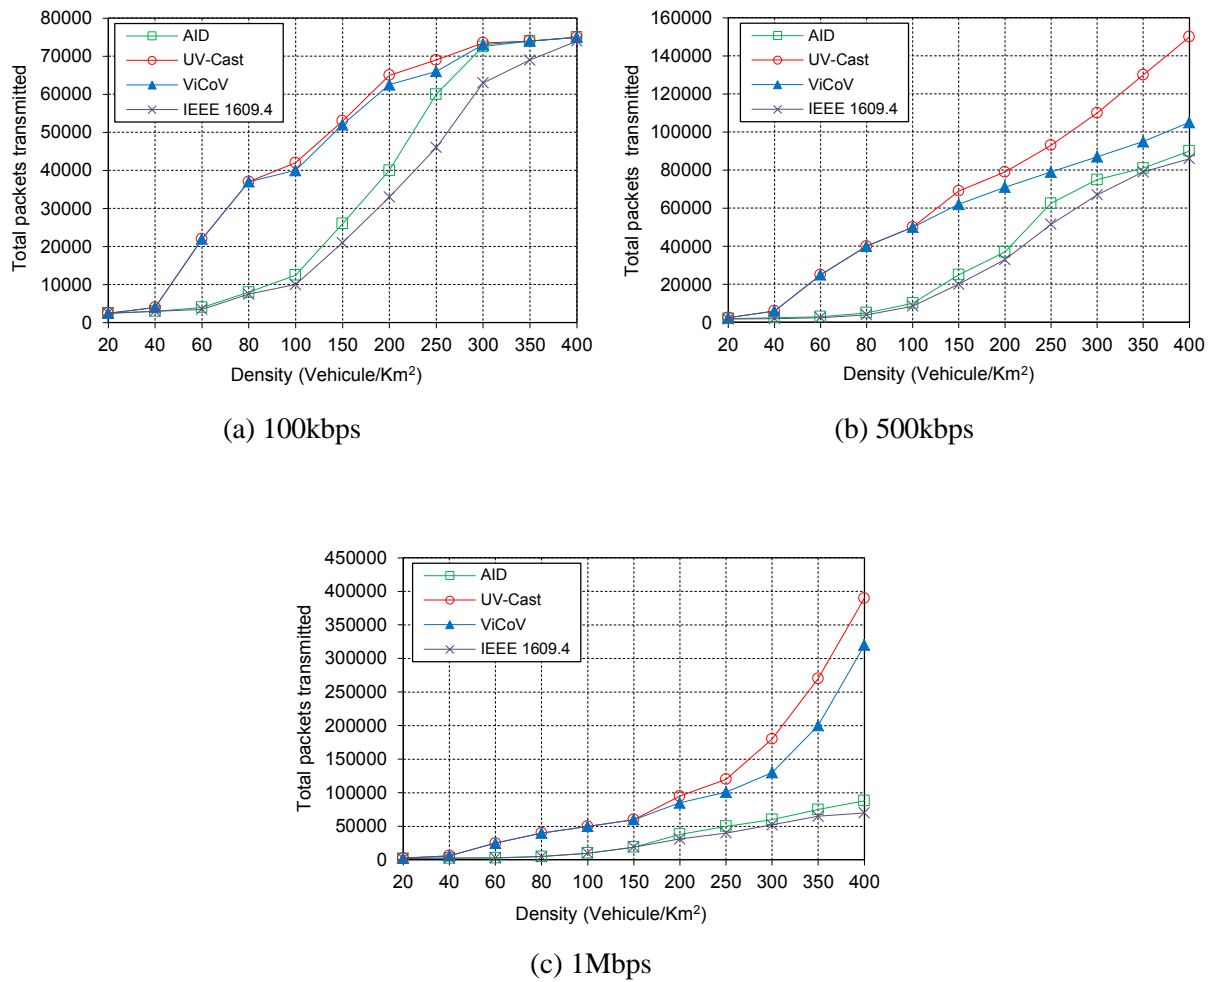 80000
70000
60000
50000
40000
30000
20000
10000
0
Total packets transmitted
AID
UV-Cast
ViCoV
IEEE 1609.4
20 40 60 80 100 150 200 250 300 350 400
Density (Vehicule/Km²)
(a) 100kbps
160000
140000
120000
100000
80000
60000
40000
20000
0
Total packets transmitted
AID
UV-Cast
ViCoV
IEEE 1609.4
20 40 60 80 100 150 200 250 300 350 400
Density (Vehicule/Km²)
(b) 500kbps
450000
400000
350000
300000
250000
200000
150000
100000
50000
0
Total packets transmitted
AID
UV-Cast
ViCoV
IEEE 1609.4
20 40 60 80 100 150 200 250 300 350 400
Density (Vehicule/Km²)
(c) 1Mbps